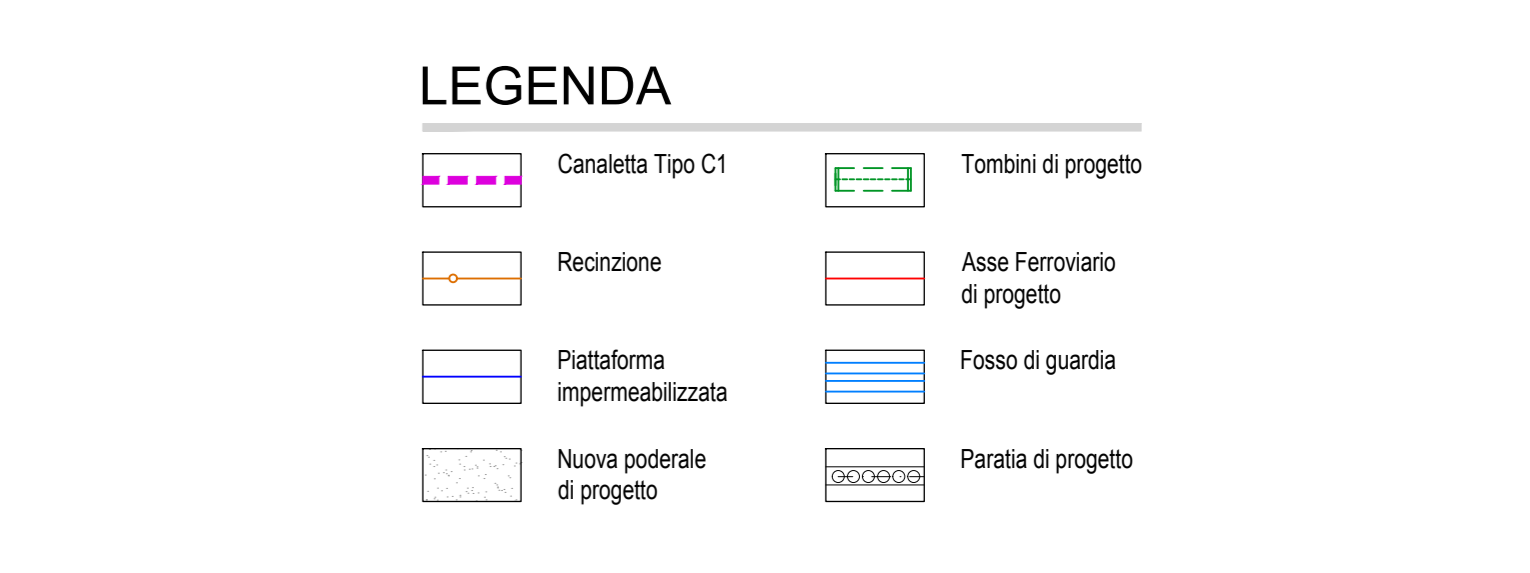 LEGENDA
Canaletta Tipo C1
Recinzione
Piattaforma
impermeabilizzata
Nuova poderale
di progetto
Tombini di progetto
Asse Ferroviario
di progetto
Fosso di guardia
Paratia di progetto